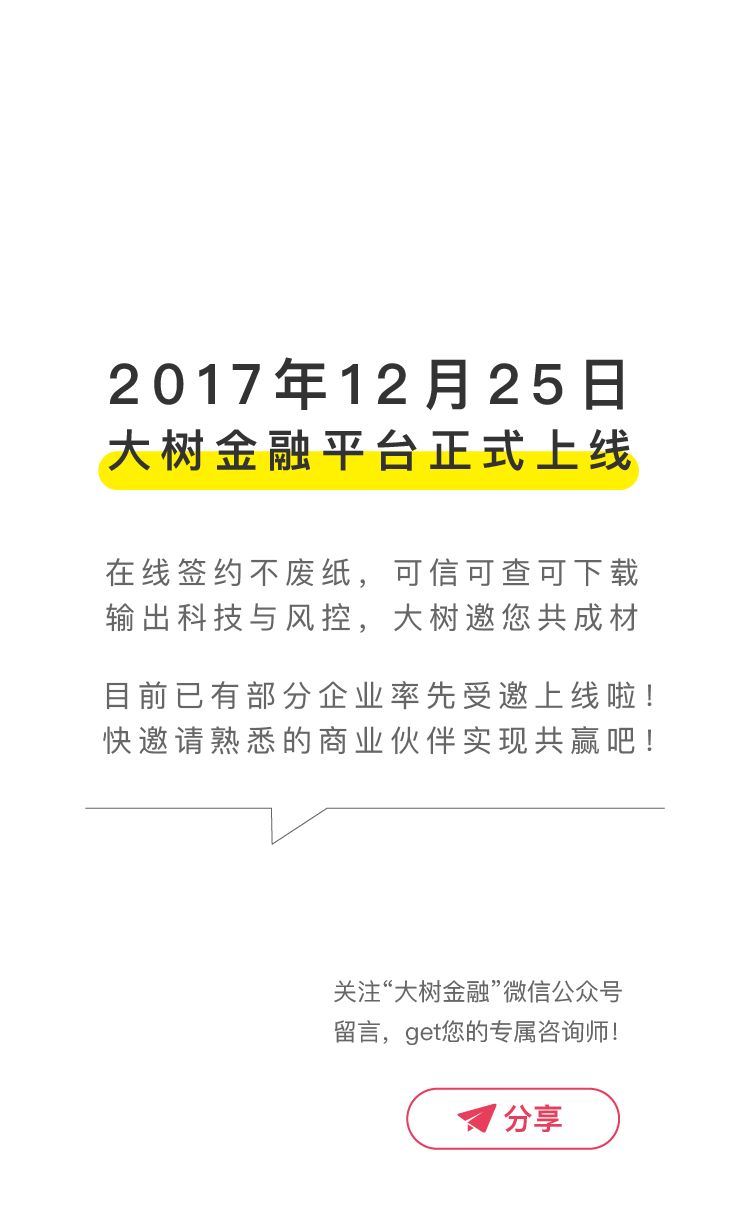 2017年12月25日
大树金融平台正式上线
在线签约不废纸，可信可查可下载
输出科技与风控，大树邀您共成材
目前已有部分企业率先受邀上线啦！
快邀请熟悉的商业伙伴实现共赢吧！
关注“大树金融”微信公众号
留言，get您的专属咨询师！
分享